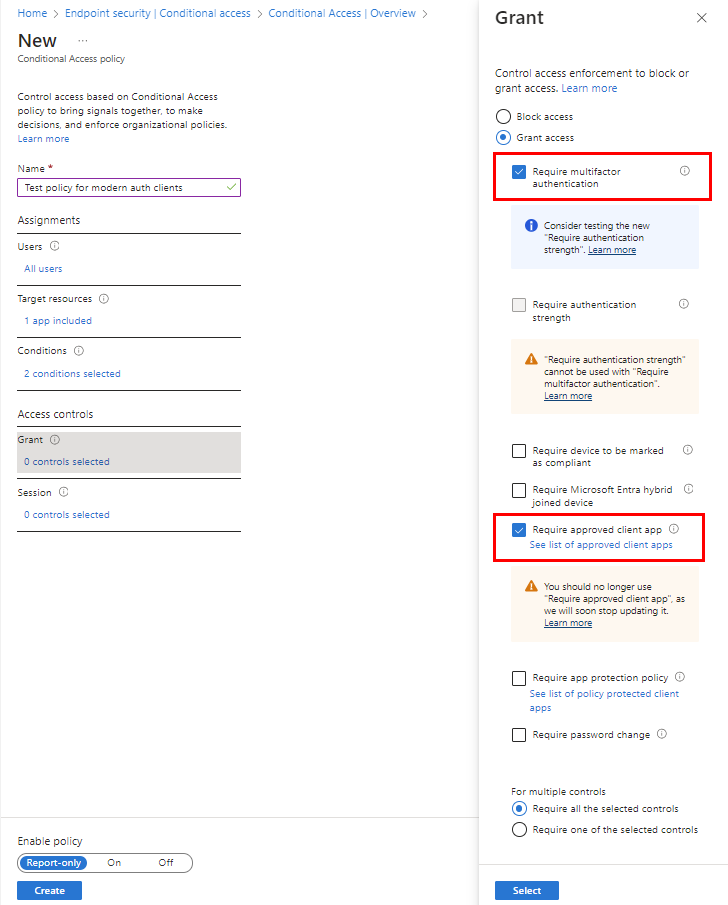 Home > Endpoint security | Conditional access > Conditional Access | Overview >
New ...
Conditional Access policy
Control access based on Conditional Access
policy to bring signals together, to make
decisions, and enforce organizational policies.
Learn more
Name *
Test policy for modern auth clients
Assignments
Users
All users
Target resources
1 app included
Conditions
2 conditions selected
Access controls
Grant
0 controls selected
Session
0 controls selected
Enable policy
Report-only On Off
Create
Grant
Control access enforcement to block or
grant access. Learn more
Block access
Grant access
Require multifactor
authentication
Consider testing the new
"Require authentication
strength". Learn more
Require authentication
strength
"Require authentication strength"
cannot be used with "Require
multifactor authentication".
Learn more
Require device to be marked
as compliant
Require Microsoft Entra hybrid
joined device
Require approved client app
See list of approved client apps
You should no longer use
"Require approved client app", as
we will soon stop updating it.
Learn more
Require app protection policy
See list of policy protected client
apps
Require password change
For multiple controls
Require all the selected controls
Require one of the selected controls
Select